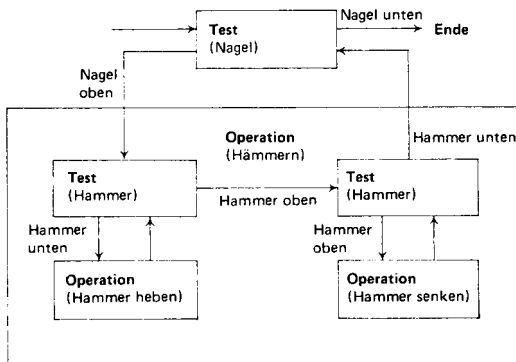 Test
(Nagel)
Nagel unten
Ende
Nagel
oben
Operation
(Hämmern)
Hammer unten
Test
(Hammer)
Hammer oben
Test
(Hammer)
Hammer
unten
Hammer
oben
Operation
(Hammer heben)
Operation
(Hammer senken)